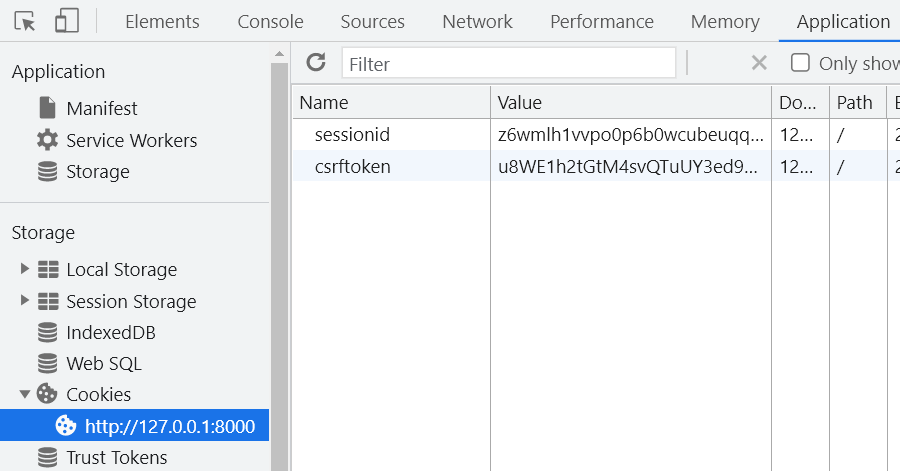 Elements Console Sources Network Performance Memory Application
Application
Manifest
Service Workers
Storage
Storage
Local Storage
Session Storage
IndexedDB
Web SQL
Cookies
http://127.0.0.1:8000
Trust Tokens
Filter Only show
Name Value Do... Path E
sessionid z6wmlh1vvpo0p6b0wcubeuqq... 12... / 2
csrftoken u8WE1h2tGtM4svQTuUY3ed9... 12... / 2